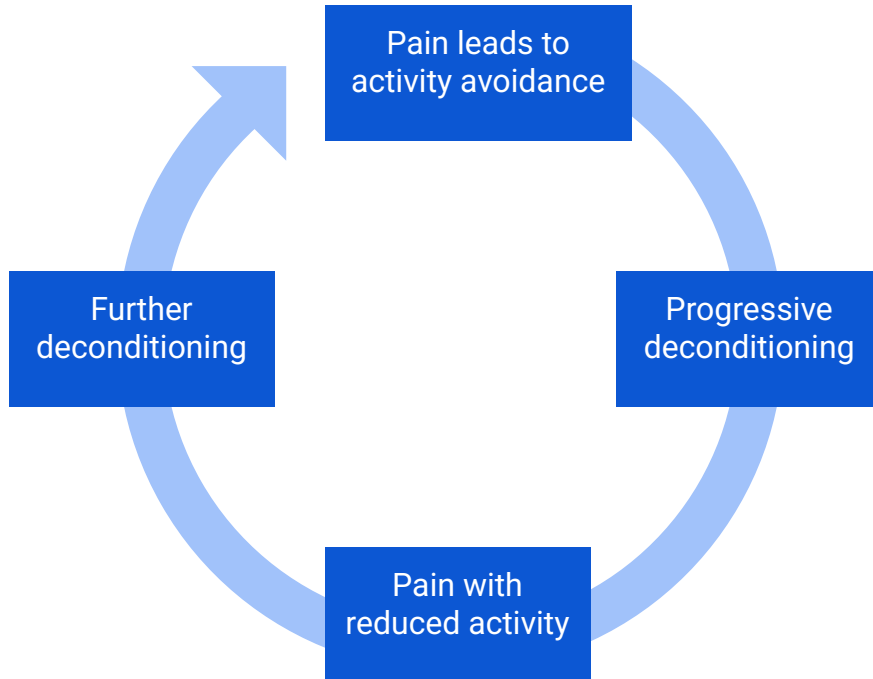 Pain leads to
activity avoidance
Progressive
deconditioning
Pain with
reduced activity
Further
deconditioning